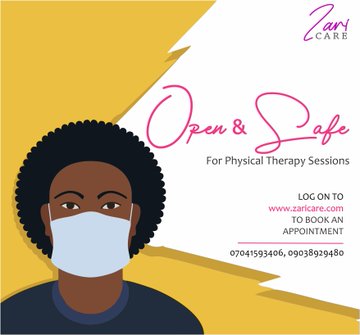 Zari
CARE
Open & Safe
For Physical Therapy Sessions
LOG ON TO
www.zaricare.com
TO BOOK AN
APPOINTMENT
07041593406, 09038929480